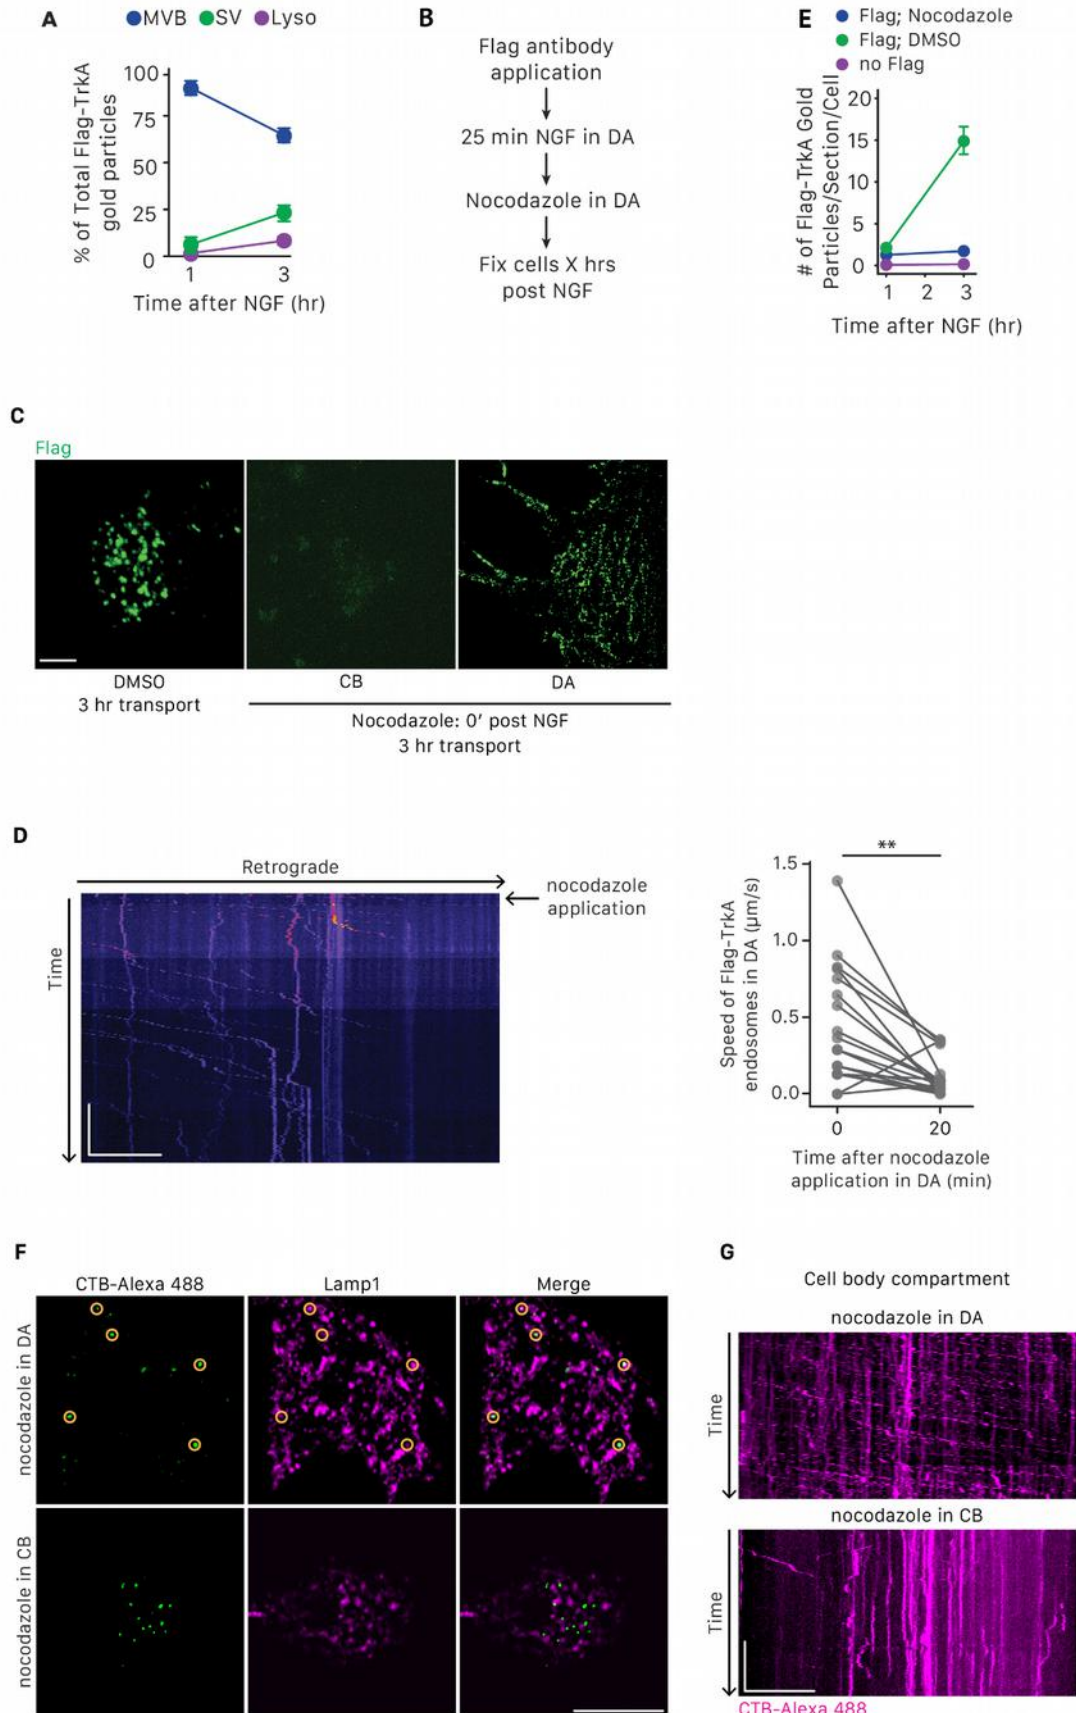 A
MVB SV Lyso
% of Total Flag-TrkA
gold particles
100
75
50
25
0
1 3
Time after NGF (hr)
B
Flag antibody
application
25 min NGF in DA
Nocodazole in DA
Fix cells X hrs
post NGF
E
Flag; Nocodazole
Flag; DMSO
no Flag
# of Flag-TrkA Gold
Particles/Section/Cell
20
15
10
5
0
1 2 3
Time after NGF (hr)
C
Flag
DMSO
3 hr transport
CB
DA
Nocodazole: 0' post NGF
3 hr transport
D
Retrograde
nocodazole
application
Time
Speed of Flag-TrkA
endosomes in DA (µm/s)
**
1.5
1.0
0.5
0.0
0 20
Time after nocodazole
application in DA (min)
F
CTB-Alexa 488 Lamp1 Merge
nocodazole in DA
nocodazole in CB
G
Cell body compartment
nocodazole in DA
Time
nocodazole in CB
Time
CTB-Alexa 488